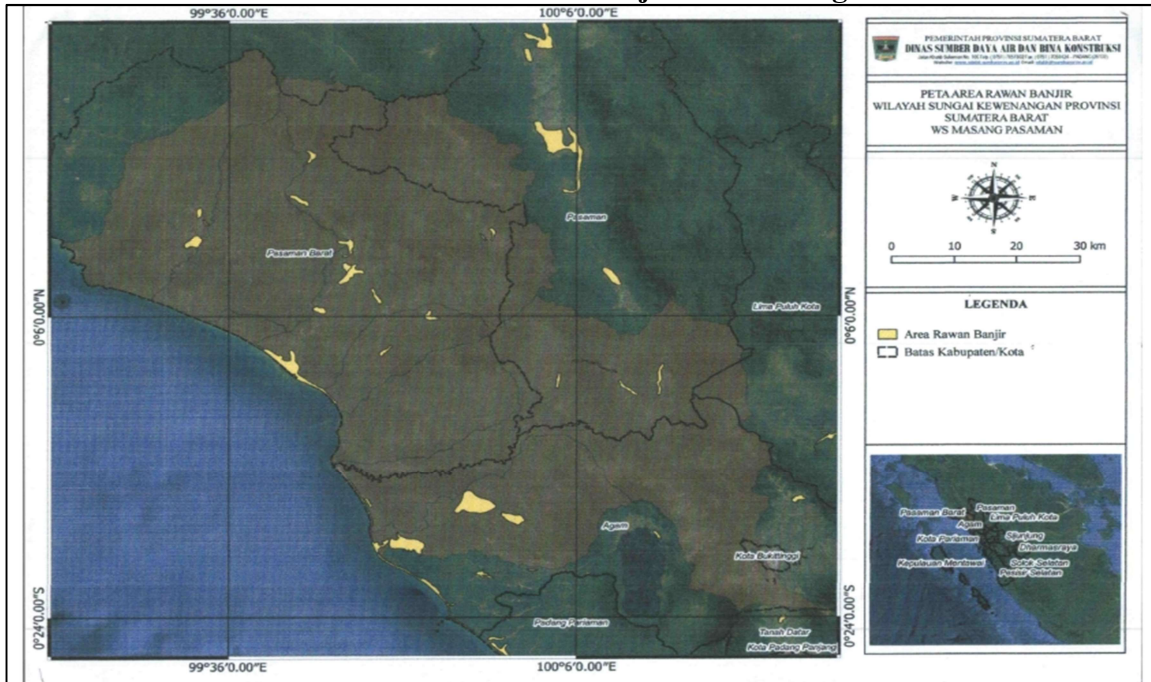 99°36'0.00"E
100°6'0.00"E
0°6'0.00"N
0°24'0.00"S
Pasaman
Pasaman Barat
Lima Puluh Kota
Agam
Kota Bukittinggi
Padang Pariaman
Tanah Datar
Kota Padang Panjang
0°6'0.00"N
0°24'0.00"S
99°36'0.00"E
100°6'0.00"E
PEMERINTAH PROVINSI SUMATERA BARAT
DINAS SUMBER DAYA AIR DAN BINA KONSTRUKSI
PETA AREA RAWAN BANJIR
WILAYAH SUNGAI KEWENANGAN PROVINSI
SUMATERA BARAT
WS MASANG PASAMAN
N
W
E
S
0 10 20 30 km
LEGENDA
Area Rawan Banjir
Batas Kabupaten/Kota
Pasaman Barat
Pasaman
Lima Puluh Kota
Agam
Sijunjung
Kota Pariaman
Dharmasraya
Kepulauan Mentawai
Solok Selatan
Pesisir Selatan